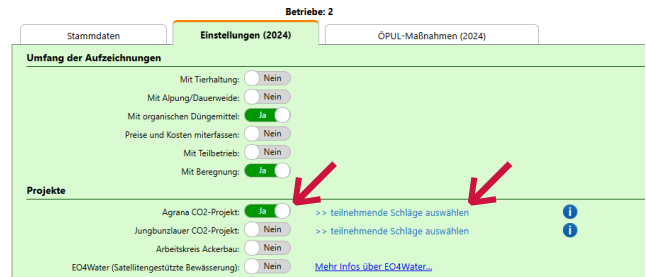 Betriebe: 2
Stammdaten Einstellungen (2024) ÖPUL-Maßnahmen (2024)
Umfang der Aufzeichnungen
Mit Tierhaltung: Nein
Mit Alpung/Dauerweide: Nein
Mit organischen Düngemittel: Ja
Preise und Kosten miterfassen: Nein
Mit Teilbetrieb: Nein
Mit Beregnung: Ja
Projekte
Agrana CO2-Projekt: Ja >> teilnehmende Schläge auswählen i
Jungbunzlauer CO2-Projekt: Nein >> teilnehmende Schläge auswählen i
Arbeitskreis Ackerbau: Nein
EO4Water (Satellitengestützte Bewässerung): Nein Mehr Infos über EO4Water...